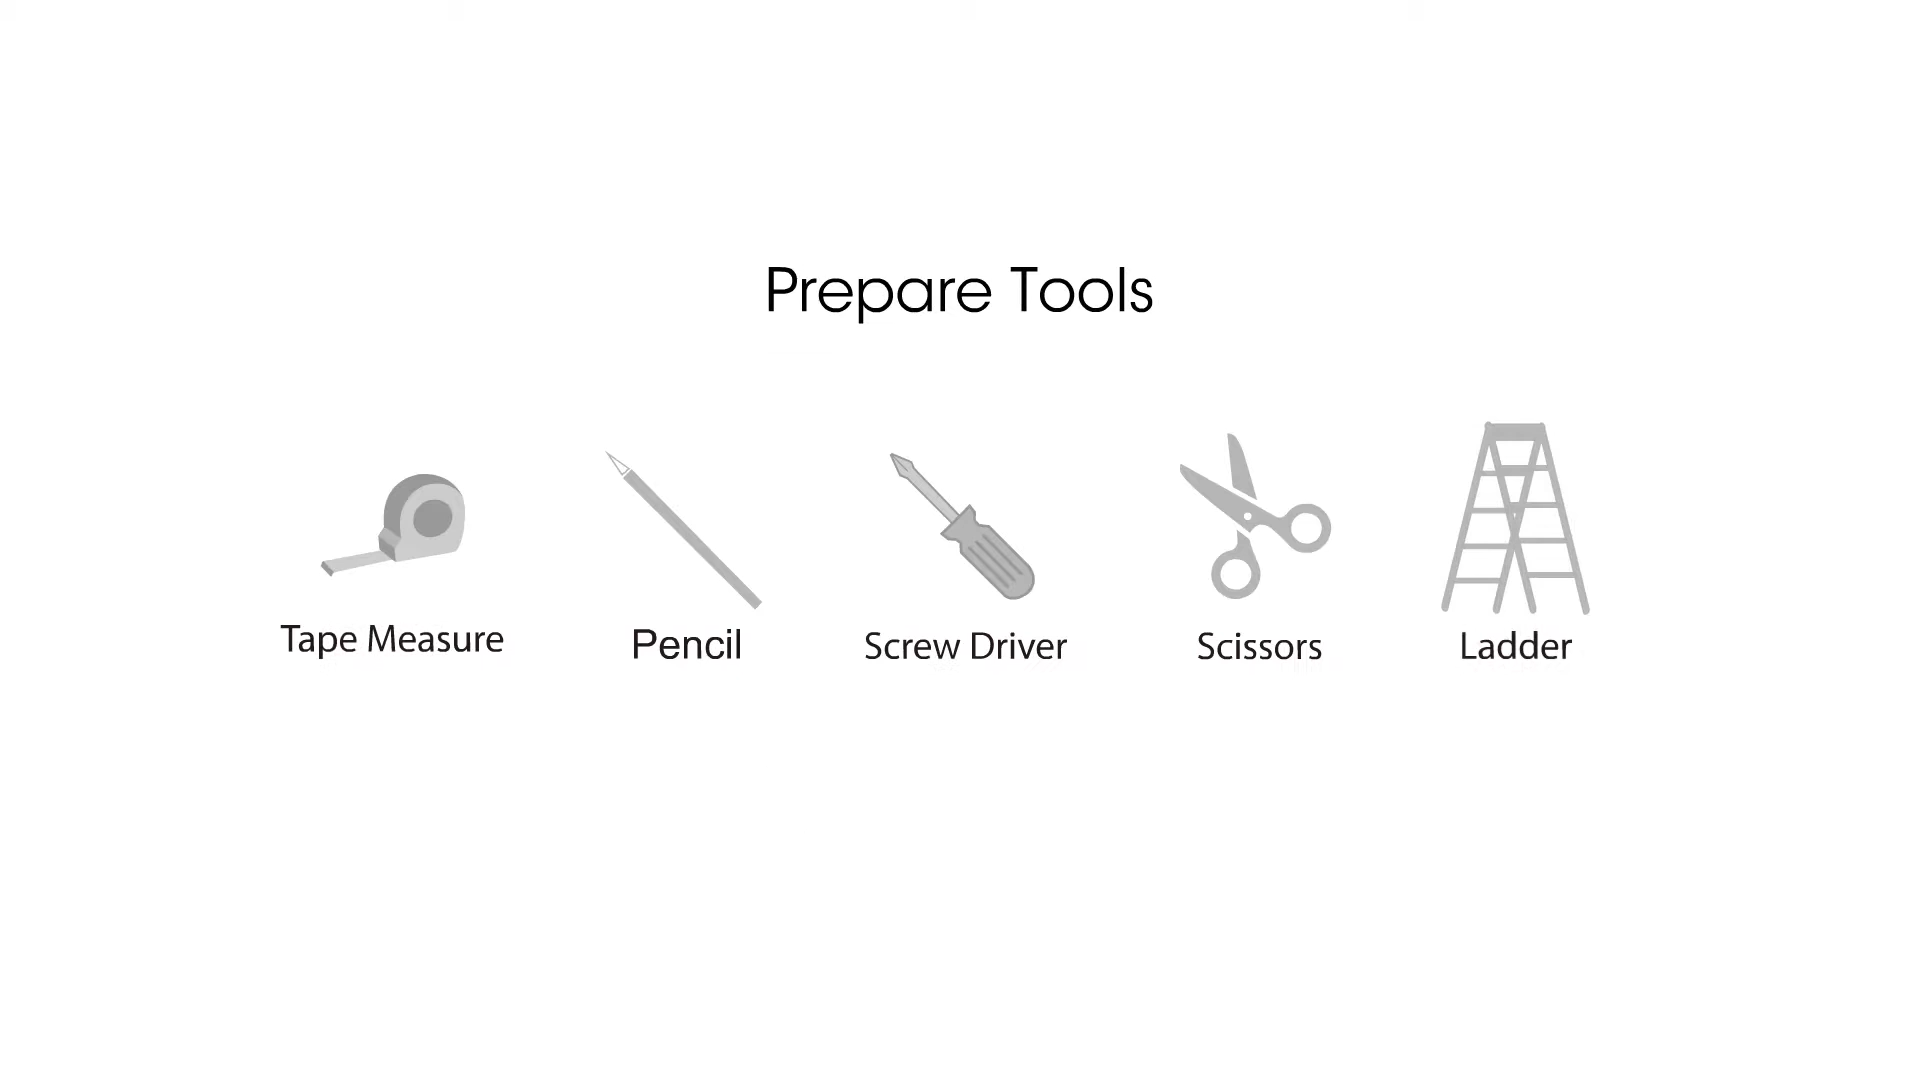 Prepare Tools
Tape Measure
Pencil
Screw Driver
Scissors
Ladder